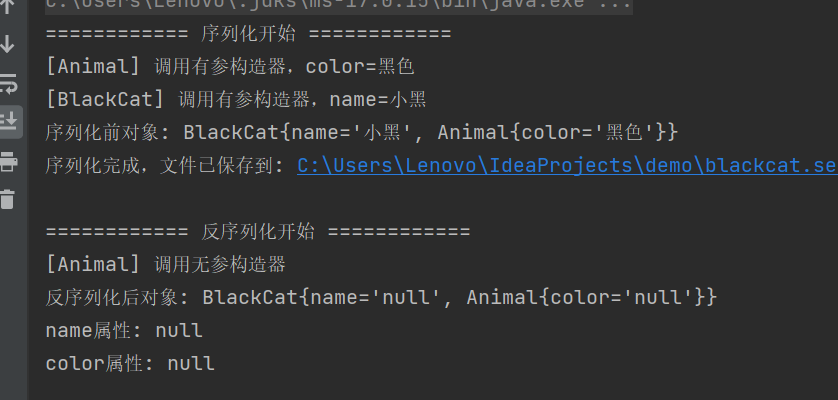 C:\Users\Lenovo\.jdks\ms-17.0.15\bin\java.exe ...
============ 序列化开始 ============
[Animal] 调用有参构造器，color=黑色
[BlackCat] 调用有参构造器，name=小黑
序列化前对象: BlackCat{name='小黑', Animal{color='黑色'}}
序列化完成，文件已保存到: C:\Users\Lenovo\IdeaProjects\demo\blackcat.se
============ 反序列化开始 ============
[Animal] 调用无参构造器
反序列化后对象: BlackCat{name='null', Animal{color='null'}}
name属性: null
color属性: null